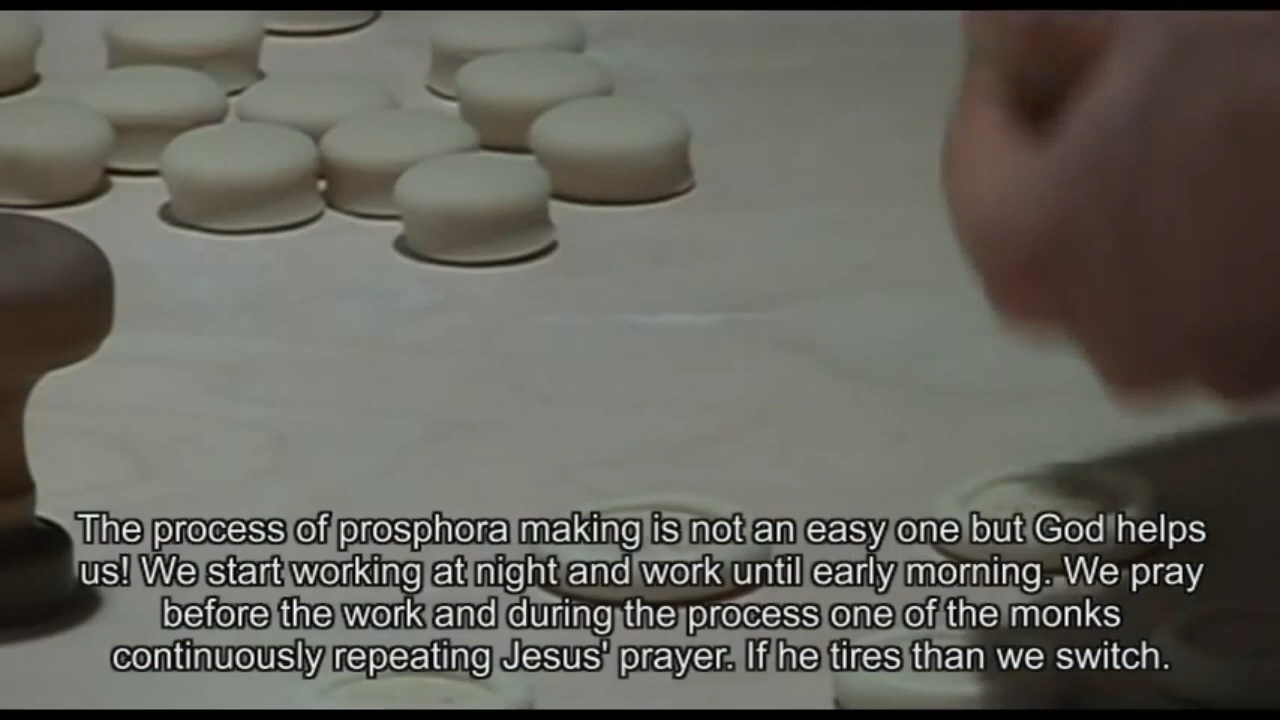 The process of prosphora making is not an easy one but God helps
us! We start working at night and work until early morning. We pray
before the work and during the process one of the monks
continuously repeating Jesus' prayer. If he tires than we switch.